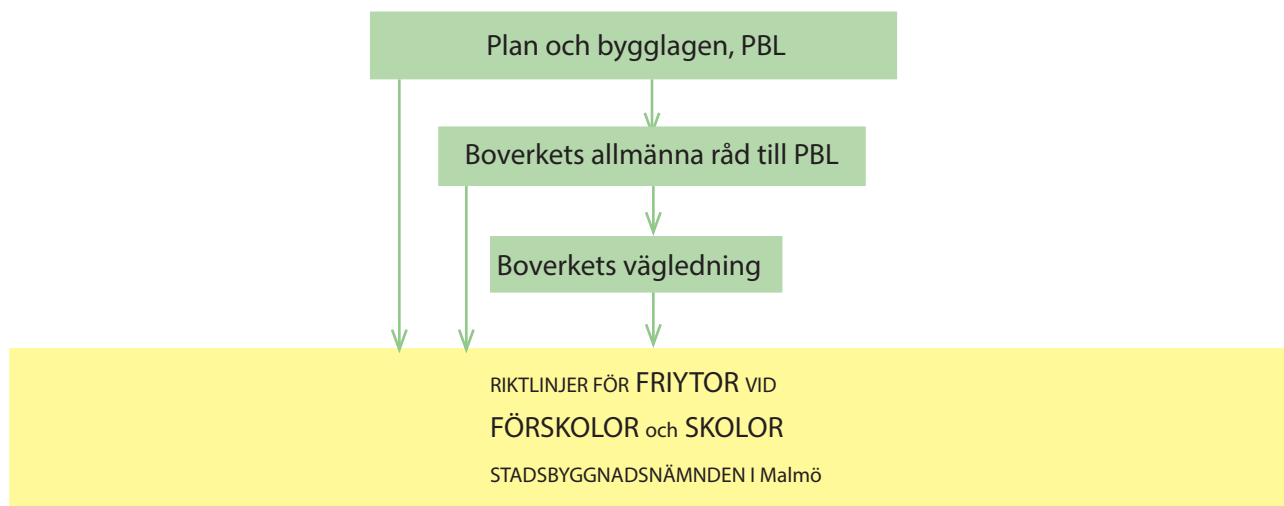 Plan och bygglagen, PBL
Boverkets allmänna råd till PBL
Boverkets vägledning
RIKTLINJER FÖR FRIYTOR VID
FÖRSKOLOR och SKOLOR
STADSBYGGNADSNÄMNDEN I Malmö